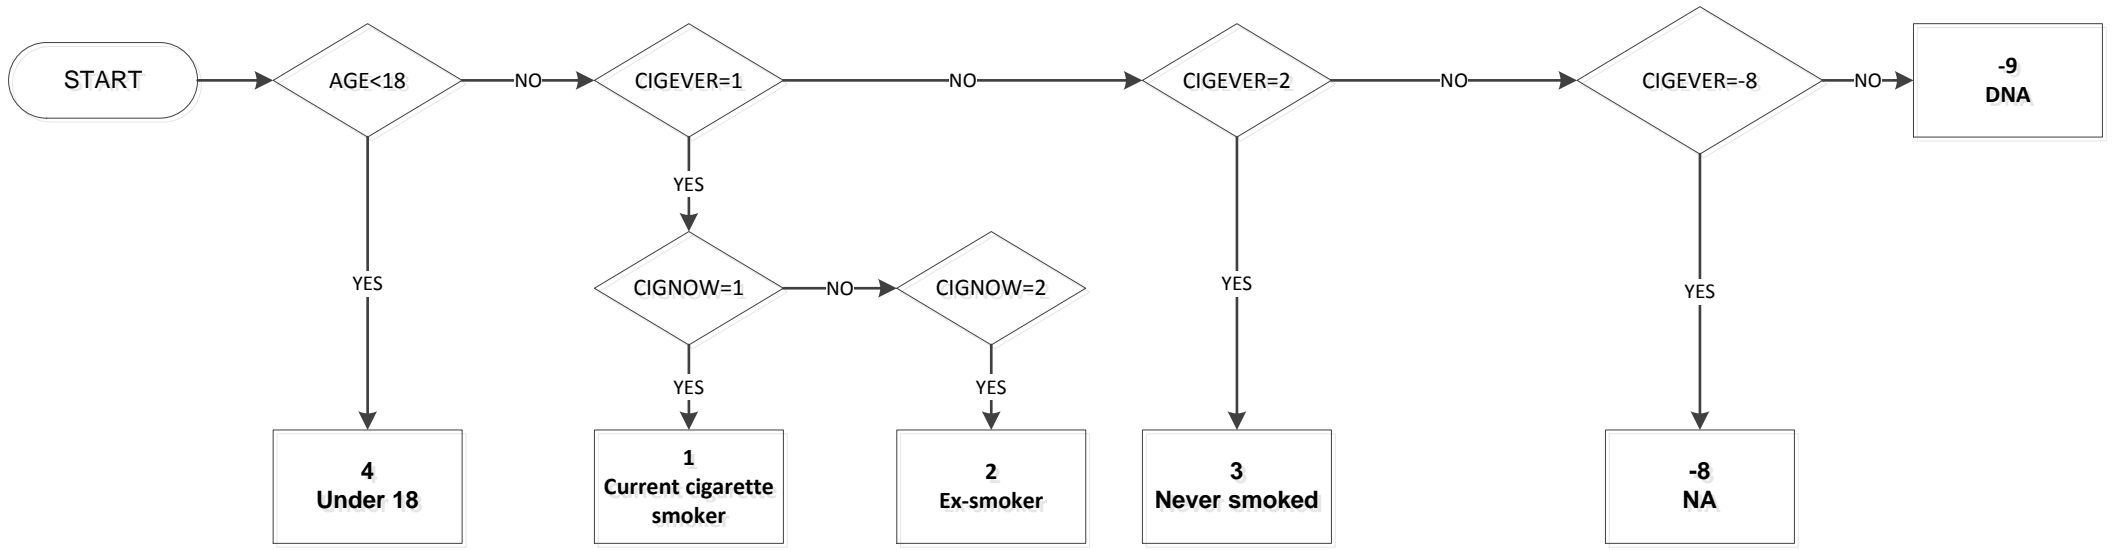 START
AGE<18
NO
CIGEVER=1
NO
CIGEVER=2
NO
CIGEVER=-8
NO
-9
DNA
YES
CIGNOW=1
NO
CIGNOW=2
YES
YES
YES
YES
YES
4
Under 18
1
Current cigarette
smoker
2
Ex-smoker
3
Never smoked
-8
NA